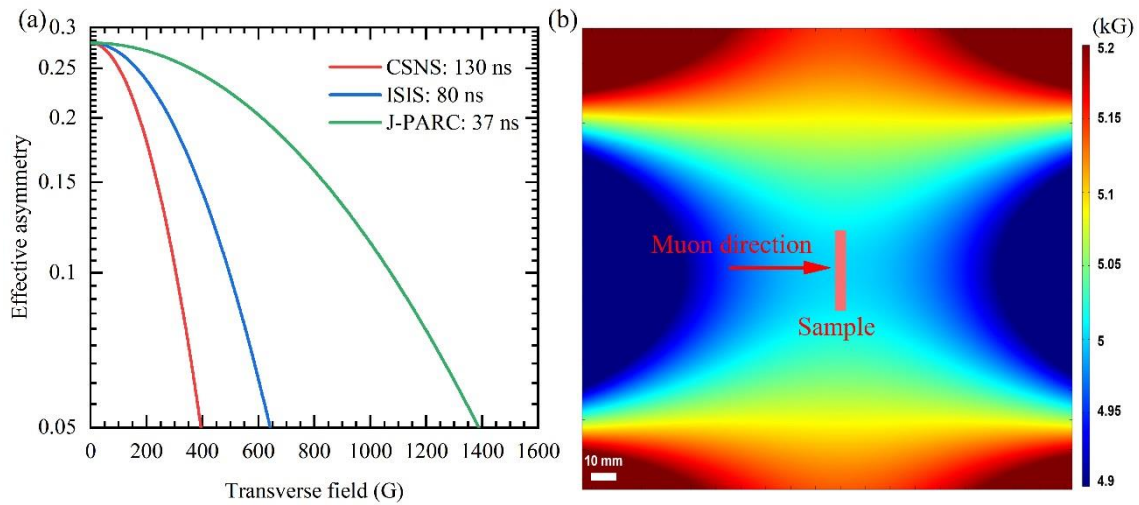 (a)
0.3
0.25
0.2
0.15
0.1
0.05
Effective asymmetry
CSNS: 130 ns
ISIS: 80 ns
J-PARC: 37 ns
0 200 400 600 800 1000 1200 1400 1600
Transverse field (G)
(b)
(kG)
Muon direction
Sample
10 mm
5.2
5.15
5.1
5.05
5
4.95
4.9